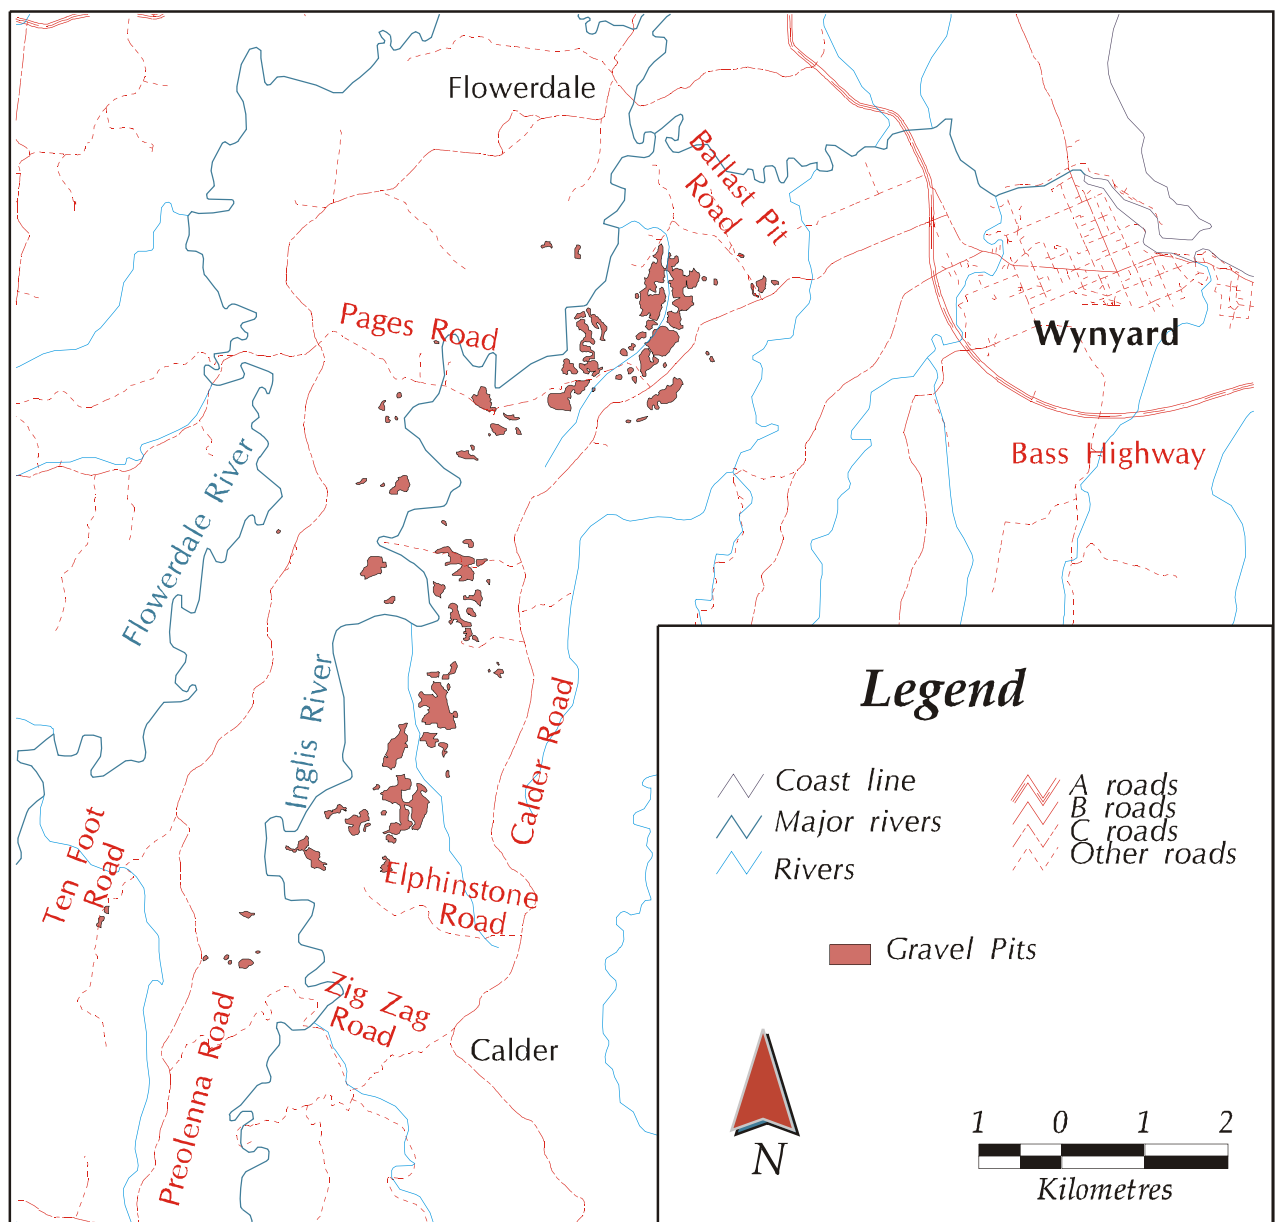 Flowerdale
Ballast Pit
Road
Pages Road
Wynyard
Bass Highway
Flowerdale River
Inglis River
Calder Road
Ten Foot
Road
Elphinstone
Road
Zig Zag
Road
Preolenna Road
Calder
Legend
Coast line
Major rivers
Rivers
A roads
B roads
C roads
Other roads
Gravel Pits
N
1 0 1 2
Kilometres